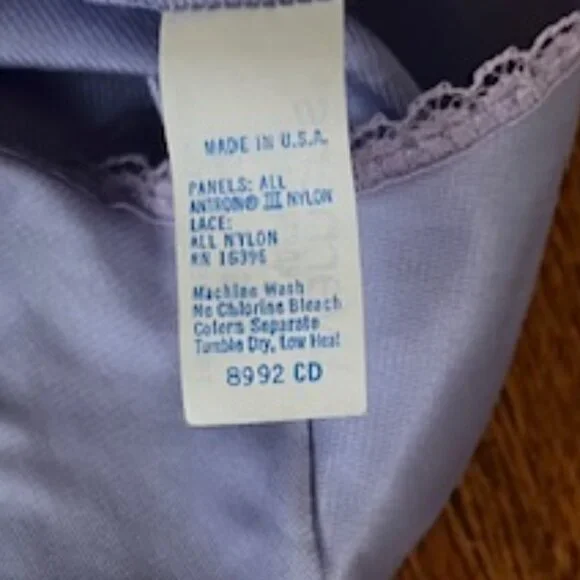 MADE IN U.S.A.
PANELS: ALL
ANTRON® III NYLON
LACE:
ALL NYLON
RN 16396
Machine Wash
No Chlorine Bleach
Colors Separate
Tumble Dry, Low Heat
8992 CD